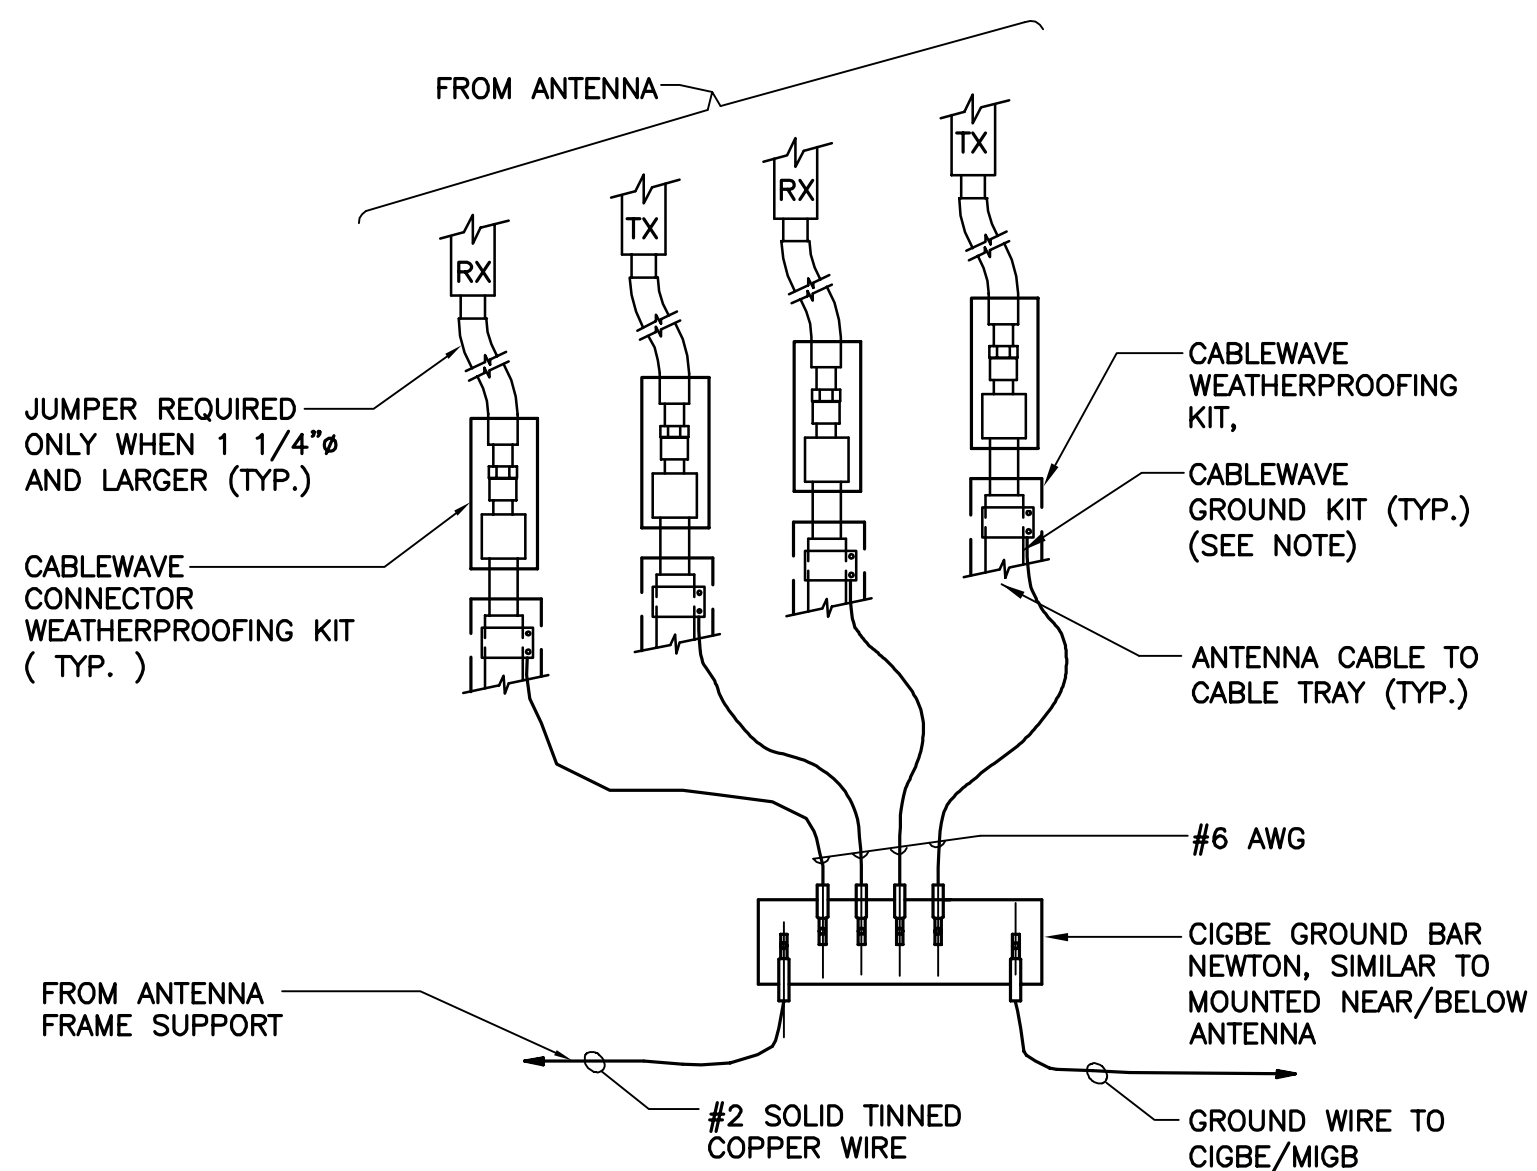 FROM ANTENNA
TX
RX
TX
RX
JUMPER REQUIRED
ONLY WHEN 1 1/4"ø
AND LARGER (TYP.)
CABLEWAVE
CONNECTOR
WEATHERPROOFING KIT
( TYP. )
CABLEWAVE
WEATHERPROOFING
KIT,
CABLEWAVE
GROUND KIT (TYP.)
(SEE NOTE)
ANTENNA CABLE TO
CABLE TRAY (TYP.)
#6 AWG
CIGBE GROUND BAR
NEWTON, SIMILAR TO
MOUNTED NEAR/BELOW
ANTENNA
FROM ANTENNA
FRAME SUPPORT
#2 SOLID TINNED
COPPER WIRE
GROUND WIRE TO
CIGBE/MIGB